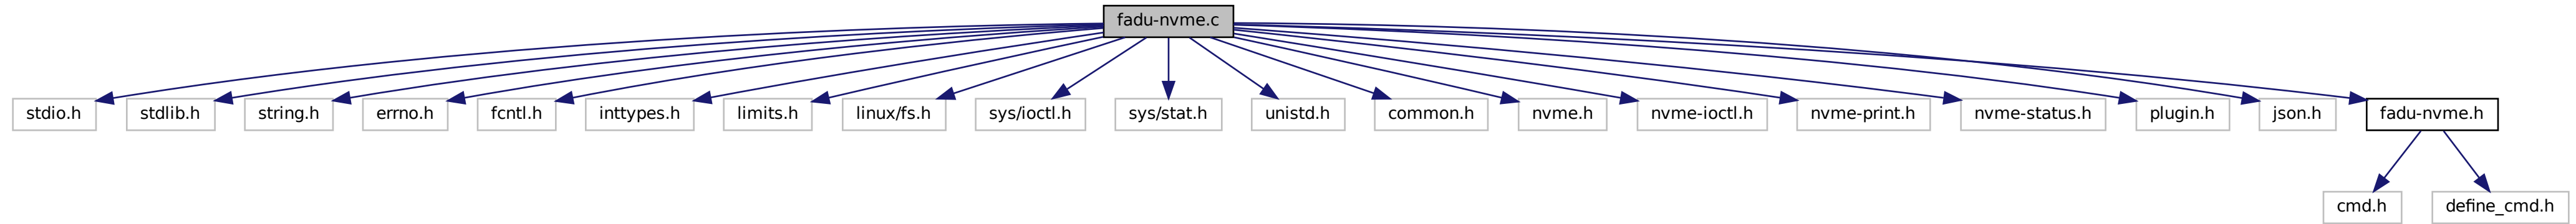 fadu-nvme.c
stdio.h
stdlib.h
string.h
errno.h
fcntl.h
inttypes.h
limits.h
linux/fs.h
sys/ioctl.h
sys/stat.h
unistd.h
common.h
nvme.h
nvme-ioctl.h
nvme-print.h
nvme-status.h
plugin.h
json.h
fadu-nvme.h
cmd.h
define_cmd.h